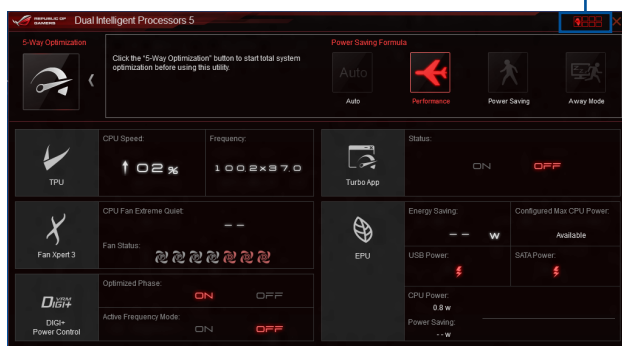 REPUBLIC OF GAMERS Dual Intelligent Processors 5
5-Way Optimization
Click the "5-Way Optimization" button to start total system
optimization before using this utility.
Power Saving Formula
Auto
Auto
Performance
Power Saving
Away Mode
TPU
CPU Speed:
02 %
Frequency:
100.2x37.0
Turbo App
Status:
ON OFF
Fan Xpert 3
CPU Fan Extreme Quiet:
--
Fan Status:
EPU
Energy Saving:
-- w
Configured Max CPU Power:
Available
USB Power:
SATA Power:
CPU Power:
0.8 w
Power Saving:
-- w
DIGI+ VRM
DIGI+
Power Control
Optimized Phase:
ON OFF
Active Frequency Mode:
ON OFF